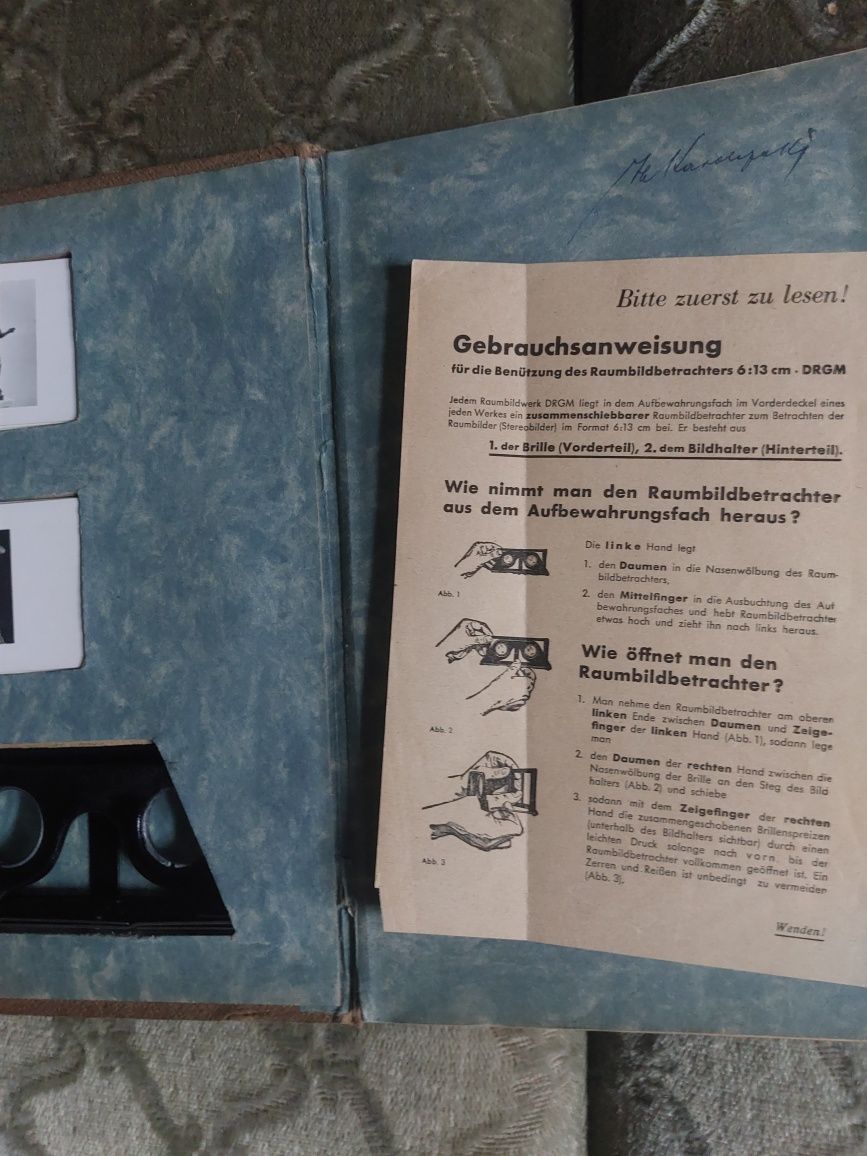 Bitte zuerst zu lesen!
Gebrauchsanweisung
für die Benützung des Raumbildbetrachters 6:13 cm · DRGM
Jedem Raumbildwerk DRGM liegt in dem Aufbewahrungsfach im Vorderdeckel eines
jeden Werkes ein zusammenschiebbarer Raumbildbetrachter zum Betrachten der
Raumbilder (Stereobilder) im Format 6:13 cm bei. Er besteht aus
1. der Brille (Vorderteil), 2. dem Bildhalter (Hinterteil).
Wie nimmt man den Raumbildbetrachter
aus dem Aufbewahrungsfach heraus?
Die linke Hand legt
1. den Daumen in die Nasenwölbung des Raum-
bildbetrachters,
2. den Mittelfinger in die Ausbuchtung des Auf
bewahrungsfaches und hebt Raumbildbetrachter
etwas hoch und zieht ihn nach links heraus.
Abb. 1
Wie öffnet man den
Raumbildbetrachter?
1. Man nehme den Raumbildbetrachter am oberen
linken Ende zwischen Daumen und Zeige-
finger der linken Hand (Abb. 1), sodann lege
man
Abb. 2
2. den Daumen der rechten Hand zwischen die
Nasenwölbung der Brille an den Steg des Bild
halters (Abb. 2) und schiebe
3. sodann mit dem Zeigefinger der rechten
Hand die zusammengeschobenen Brillenspreizen
(unterhalb des Bildhalters sichtbar) durch einen
leichten Druck solange nach vorn, bis der
Raumbildbetrachter vollkommen geöffnet ist. Ein
Zerren und Reißen ist unbedingt zu vermeiden
(Abb. 3),
Abb. 3
Wenden!